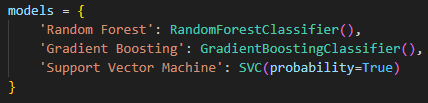 models = {
    'Random Forest': RandomForestClassifier(),
    'Gradient Boosting': GradientBoostingClassifier(),
    'Support Vector Machine': SVC(probability=True)
}